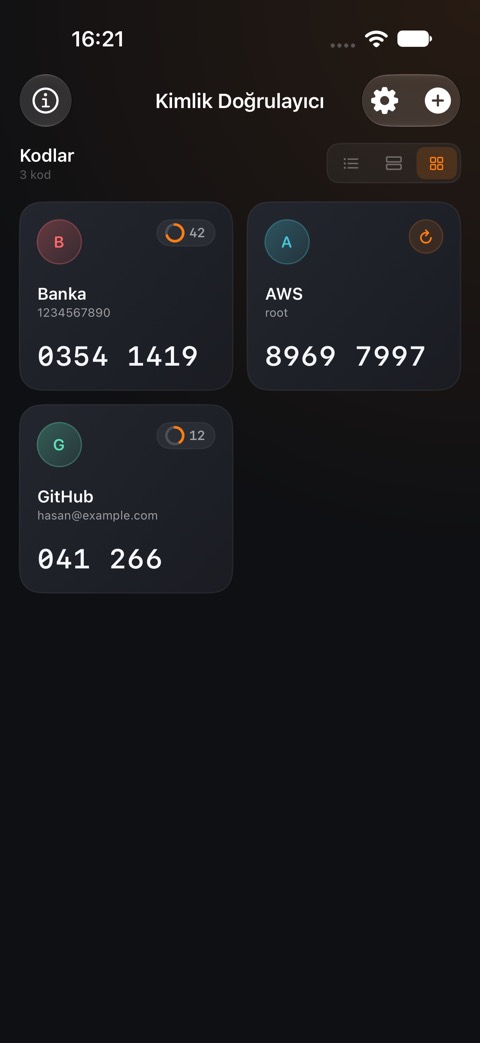 16:21
Kimlik Doğrulayıcı
Kodlar
3 kod
B
42
Banka
1234567890
0354 1419
A
AWS
root
8969 7997
G
12
GitHub
hasan@example.com
041 266